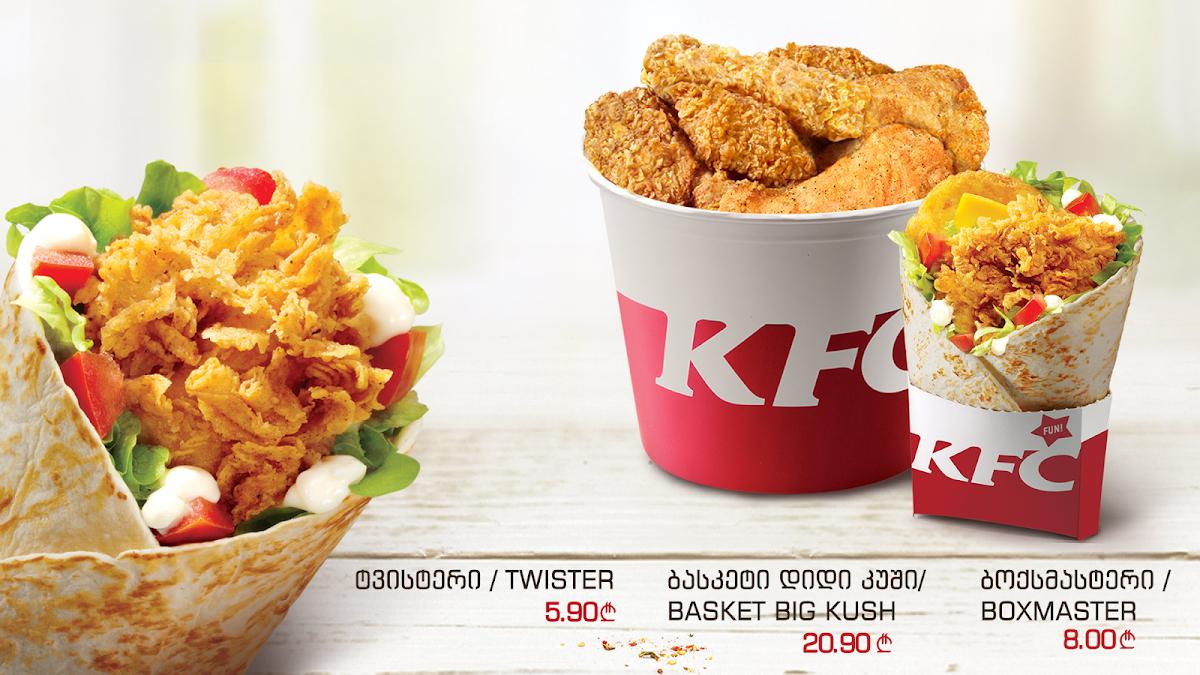 KFC
FUN!
KFC
ტვისტერი / TWISTER
5.90₾
ბასკეტი დიდი კუში/
BASKET BIG KUSH
20.90 ₾
ბოქსმასტერი /
BOXMASTER
8.00₾